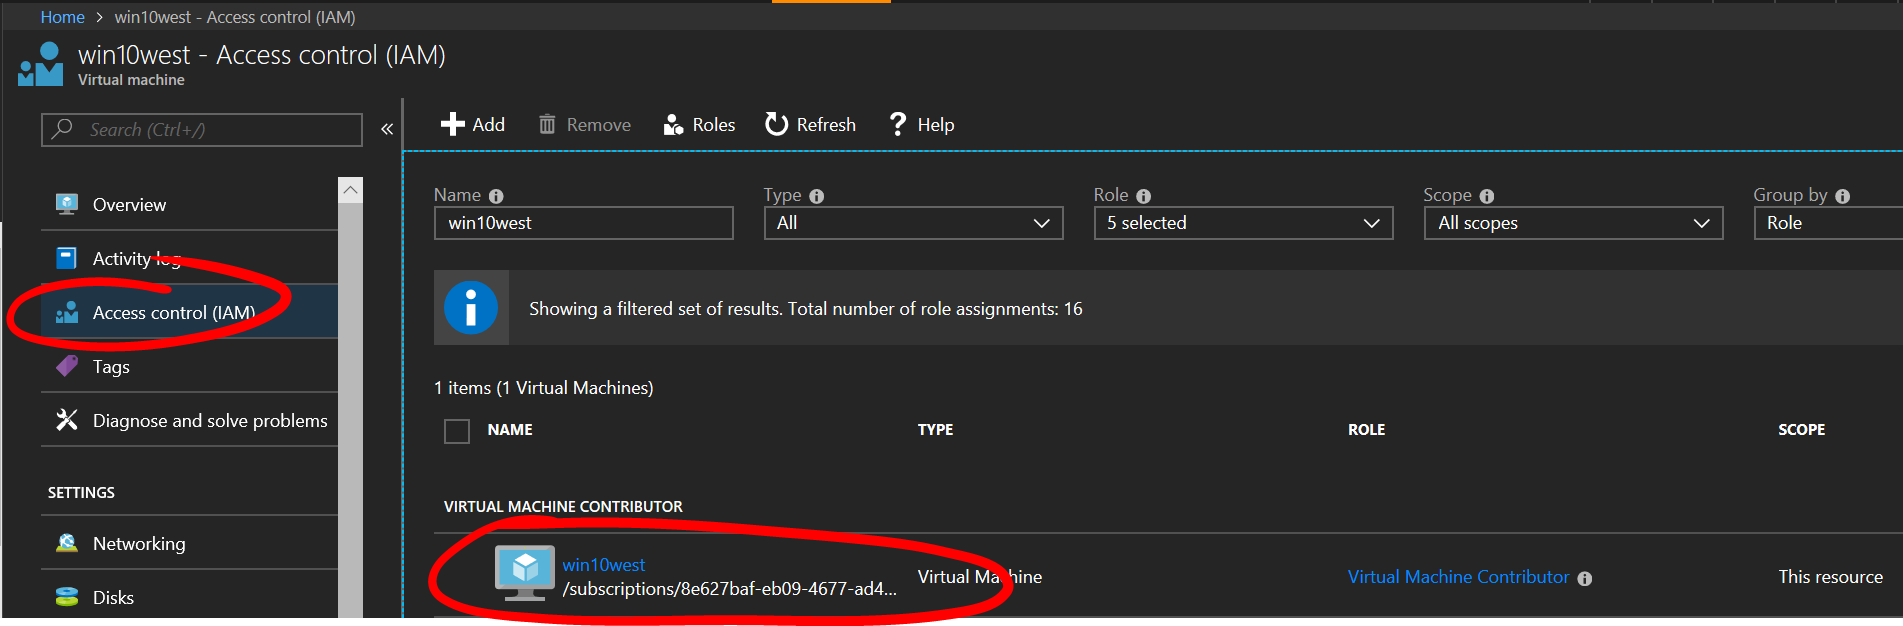 Home > win10west - Access control (IAM)
win10west - Access control (IAM)
Virtual machine
Search (Ctrl+/)
«
Overview
Activity log
Access control (IAM)
Tags
Diagnose and solve problems
SETTINGS
Networking
Disks
Add Remove Roles Refresh Help
Name Type Role Scope Group by
win10west All 5 selected All scopes Role
Showing a filtered set of results. Total number of role assignments: 16
1 items (1 Virtual Machines)
NAME TYPE ROLE SCOPE
VIRTUAL MACHINE CONTRIBUTOR
win10west
/subscriptions/8e627baf-eb09-4677-ad4... Virtual Machine Virtual Machine Contributor This resource